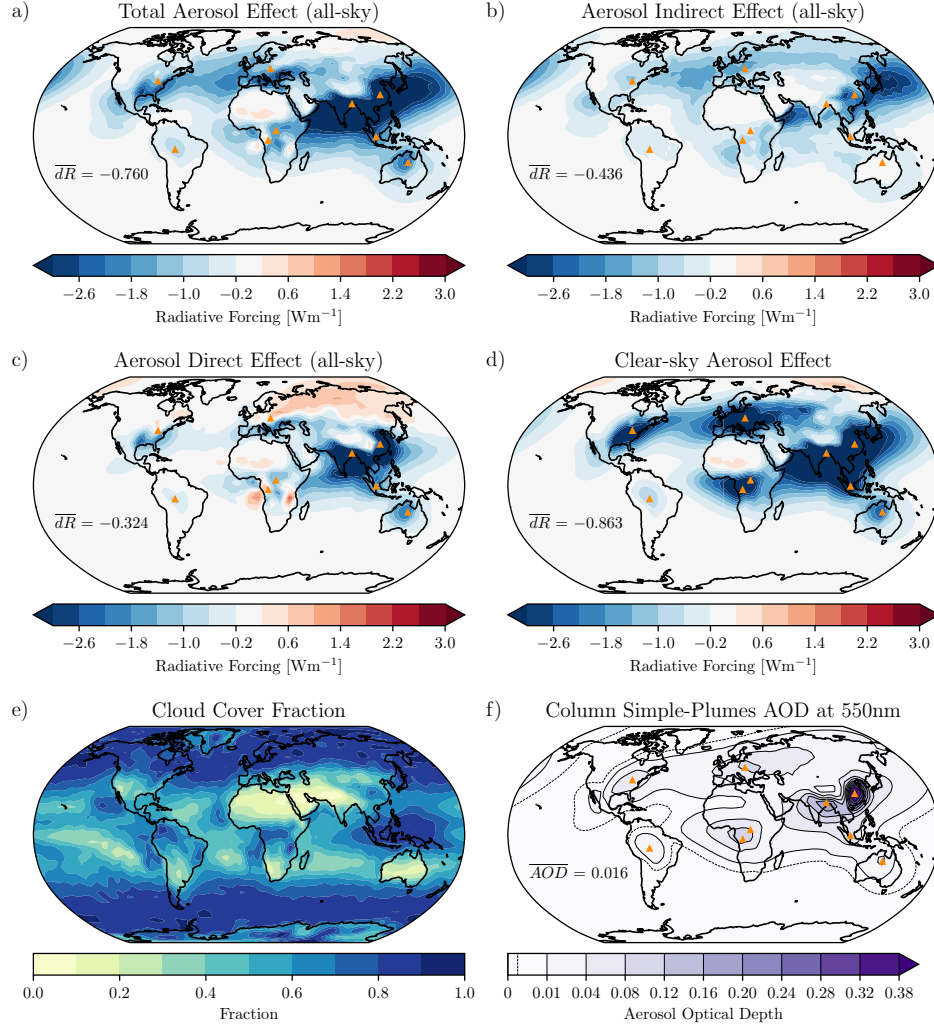 a) Total Aerosol Effect (all-sky)
b) Aerosol Indirect Effect (all-sky)
dR = −0.760
dR = −0.436
−2.6 −1.8 −1.0 −0.2 0.6 1.4 2.2 3.0
Radiative Forcing [Wm−1]
−2.6 −1.8 −1.0 −0.2 0.6 1.4 2.2 3.0
Radiative Forcing [Wm−1]
c) Aerosol Direct Effect (all-sky)
d) Clear-sky Aerosol Effect
dR = −0.324
dR = −0.863
−2.6 −1.8 −1.0 −0.2 0.6 1.4 2.2 3.0
Radiative Forcing [Wm−1]
−2.6 −1.8 −1.0 −0.2 0.6 1.4 2.2 3.0
Radiative Forcing [Wm−1]
e) Cloud Cover Fraction
f) Column Simple-Plumes AOD at 550nm
AOD = 0.016
0.0 0.2 0.4 0.6 0.8 1.0
Fraction
0 0.01 0.04 0.08 0.12 0.16 0.20 0.24 0.28 0.32 0.38
Aerosol Optical Depth